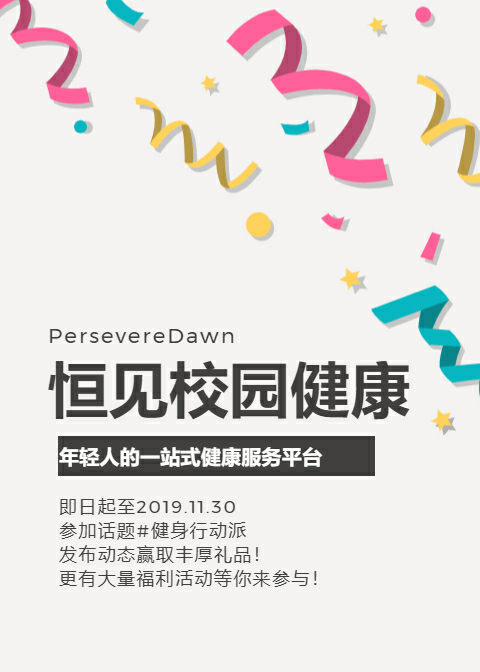 PersevereDawn
恒见校园健康
年轻人的一站式健康服务平台
即日起至2019.11.30
参加话题#健身行动派
发布动态赢取丰厚礼品！
更有大量福利活动等你来参与！